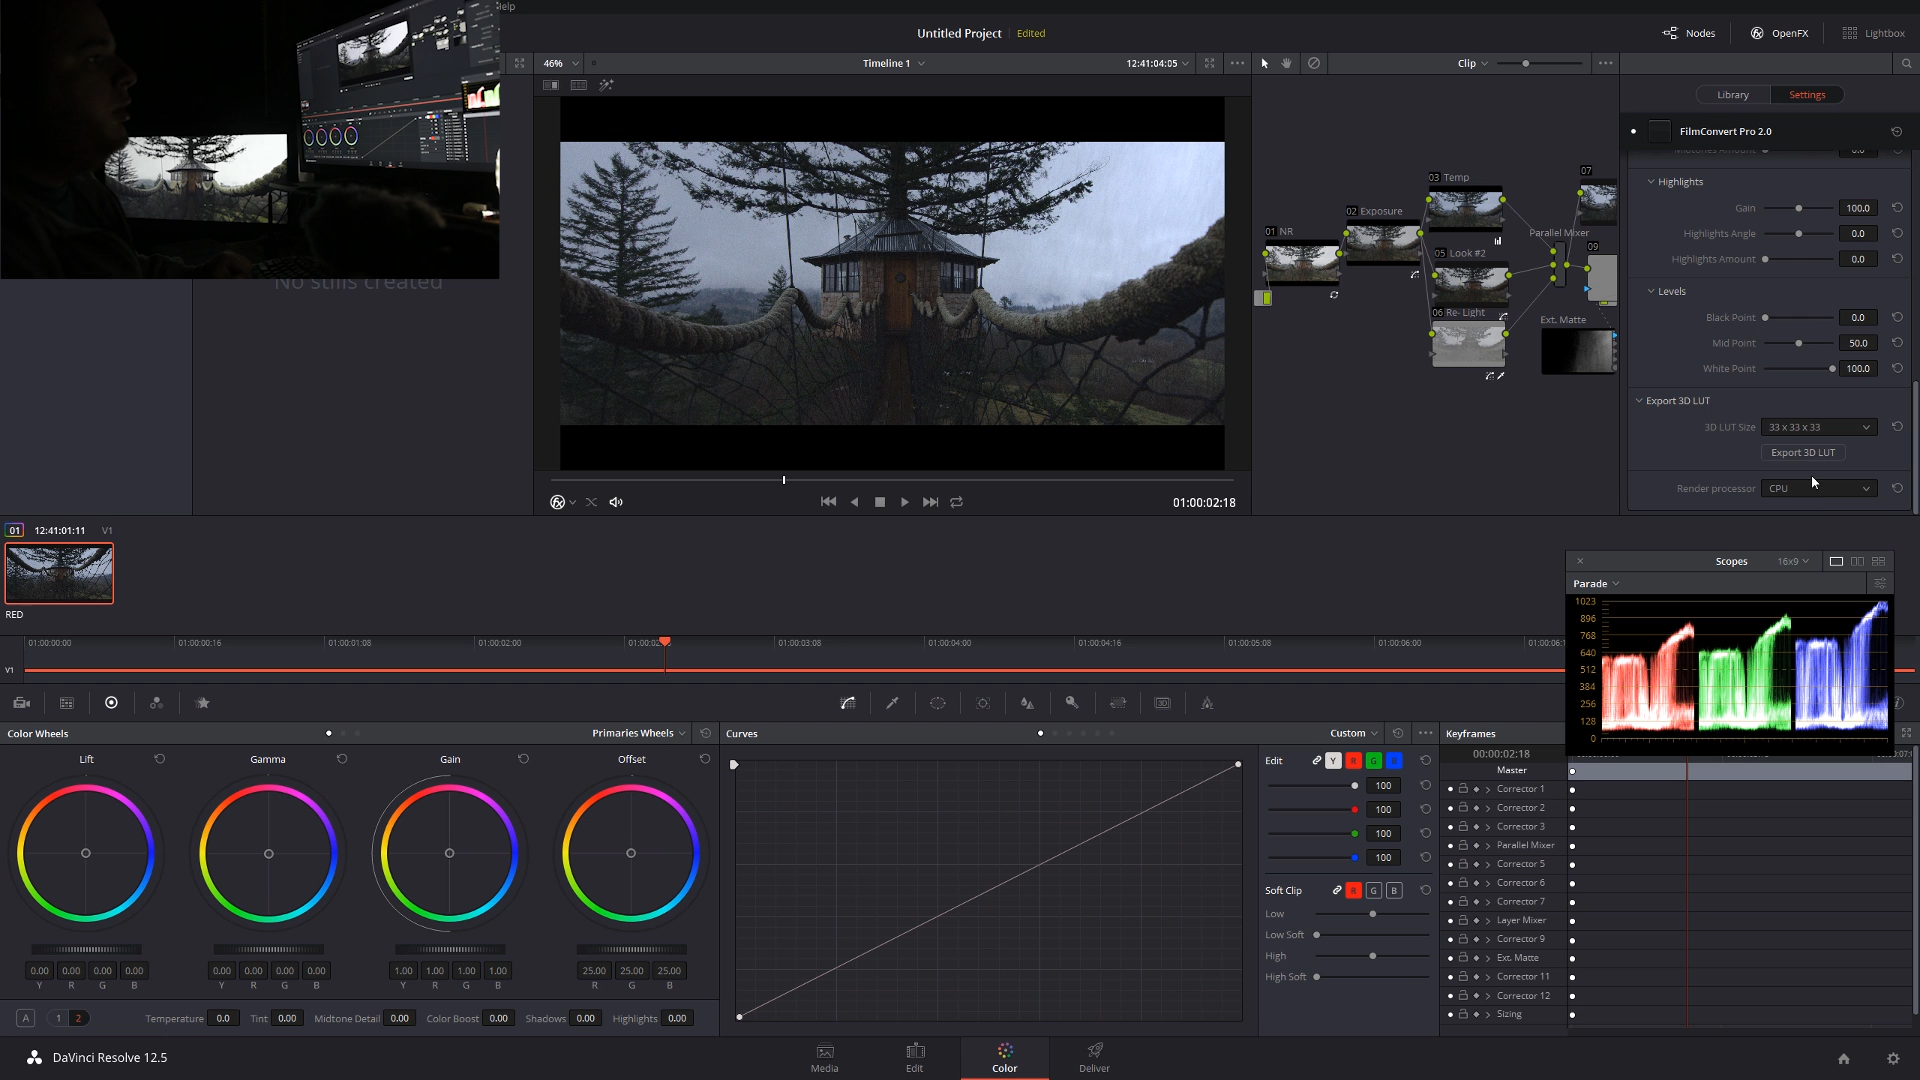 Help
Untitled Project
Edited
Nodes
OpenFX
Lightbox
46%
Timeline 1
12:41:04:05
Clip
Library
Settings
FilmConvert Pro 2.0
Midtones Amount 0.0
Highlights
Gain 100.0
Highlights Angle 0.0
Highlights Amount 0.0
Levels
Black Point 0.0
Mid Point 50.0
White Point 100.0
Export 3D LUT
3D LUT Size 33 x 33 x 33
Export 3D LUT
Render processor CPU
01 NR
02 Exposure
03 Temp
05 Look #2
06 Re- Light
Parallel Mixer
07
09
Ext. Matte
No stills created
01:00:02:18
01 12:41:01:11 V1
RED
Scopes
16x9
Parade
1023
896
768
640
512
384
256
128
0
01:00:00:00
01:00:00:16
01:00:01:08
01:00:02:00
01:00:03:08
01:00:04:00
01:00:04:16
01:00:05:08
01:00:06:00
V1
Color Wheels
Primaries Wheels
Lift
Gamma
Gain
Offset
0.00 0.00 0.00 0.00
Y R G B
0.00 0.00 0.00 0.00
Y R G B
1.00 1.00 1.00 1.00
Y R G B
25.00 25.00 25.00
R G B
A
1 2
Temperature 0.0
Tint 0.00
Midtone Detail 0.00
Color Boost 0.00
Shadows 0.00
Highlights 0.00
Curves
Custom
Edit Y R G B
100
100
100
100
Soft Clip R G B
Low
Low Soft
High
High Soft
Keyframes
00:00:02:18
Master
Corrector 1
Corrector 2
Corrector 3
Parallel Mixer
Corrector 5
Corrector 6
Corrector 7
Layer Mixer
Corrector 9
Ext. Matte
Corrector 11
Corrector 12
Sizing
DaVinci Resolve 12.5
Media
Edit
Color
Deliver